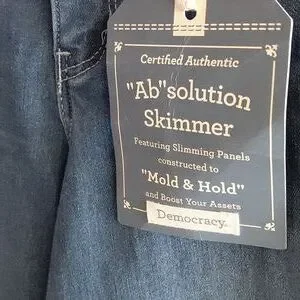 Certified Authentic
"Ab"solution
Skimmer
Featuring Slimming Panels
constructed to
"Mold & Hold"
and Boost Your Assets
Democracy